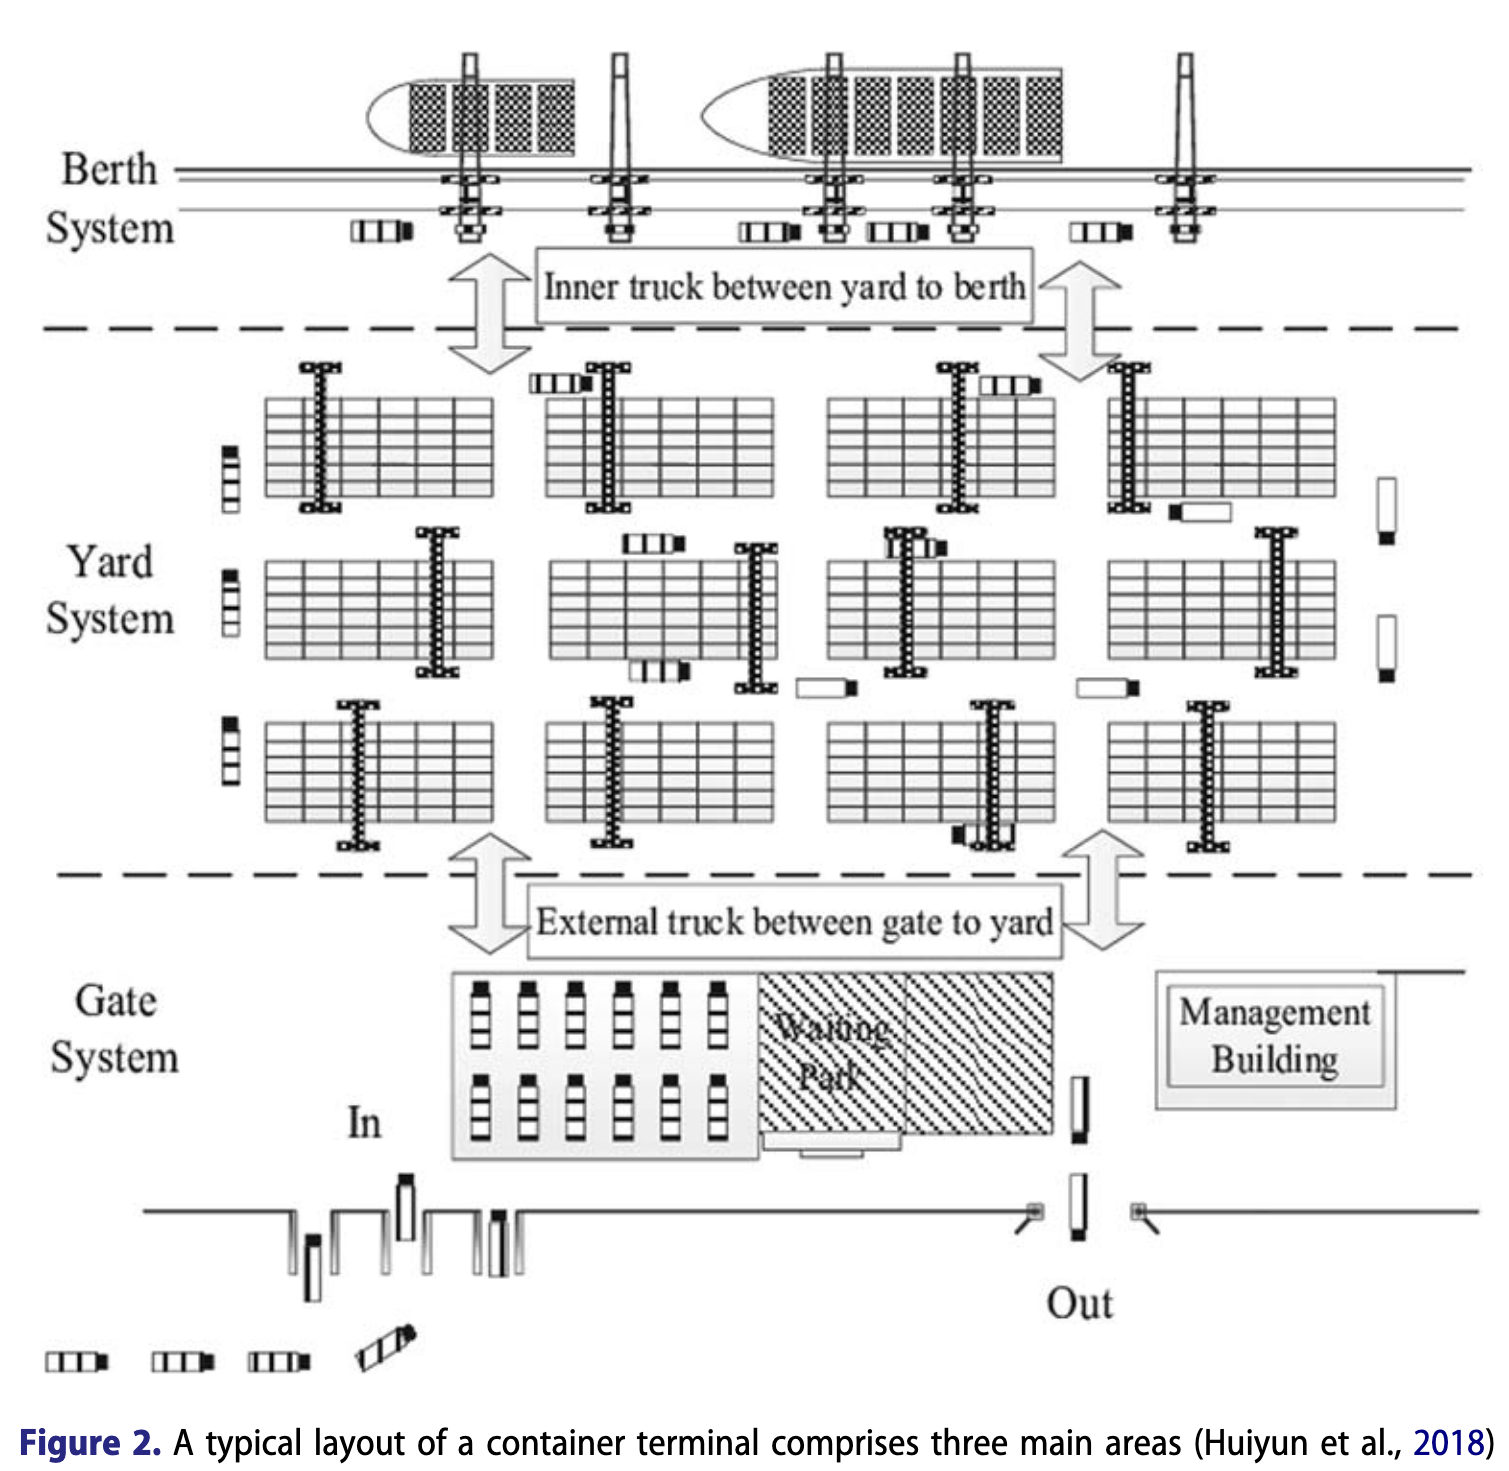 Berth
System
Inner truck between yard to berth
Yard
System
External truck between gate to yard
Gate
System
Waiting
Park
Management
Building
In
Out
Figure 2. A typical layout of a container terminal comprises three main areas (Huiyun et al., 2018)